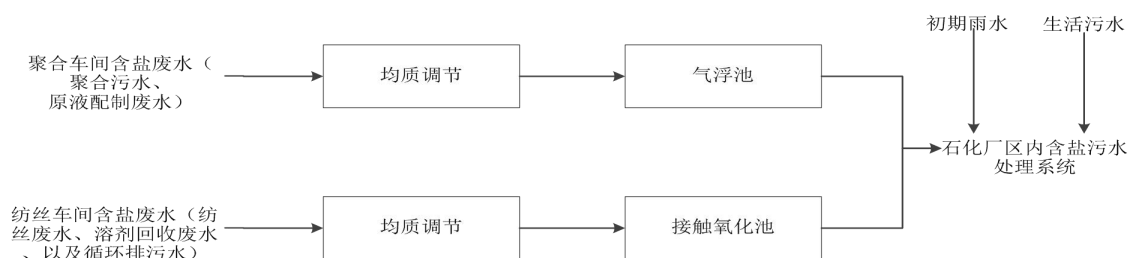 初期雨水
生活污水
聚合车间含盐废水（
聚合污水、
原液配制废水）
均质调节
气浮池
石化厂区内含盐污水
处理系统
纺丝车间含盐废水（纺
丝废水、溶剂回收废水
、以及循环排污水）
均质调节
接触氧化池